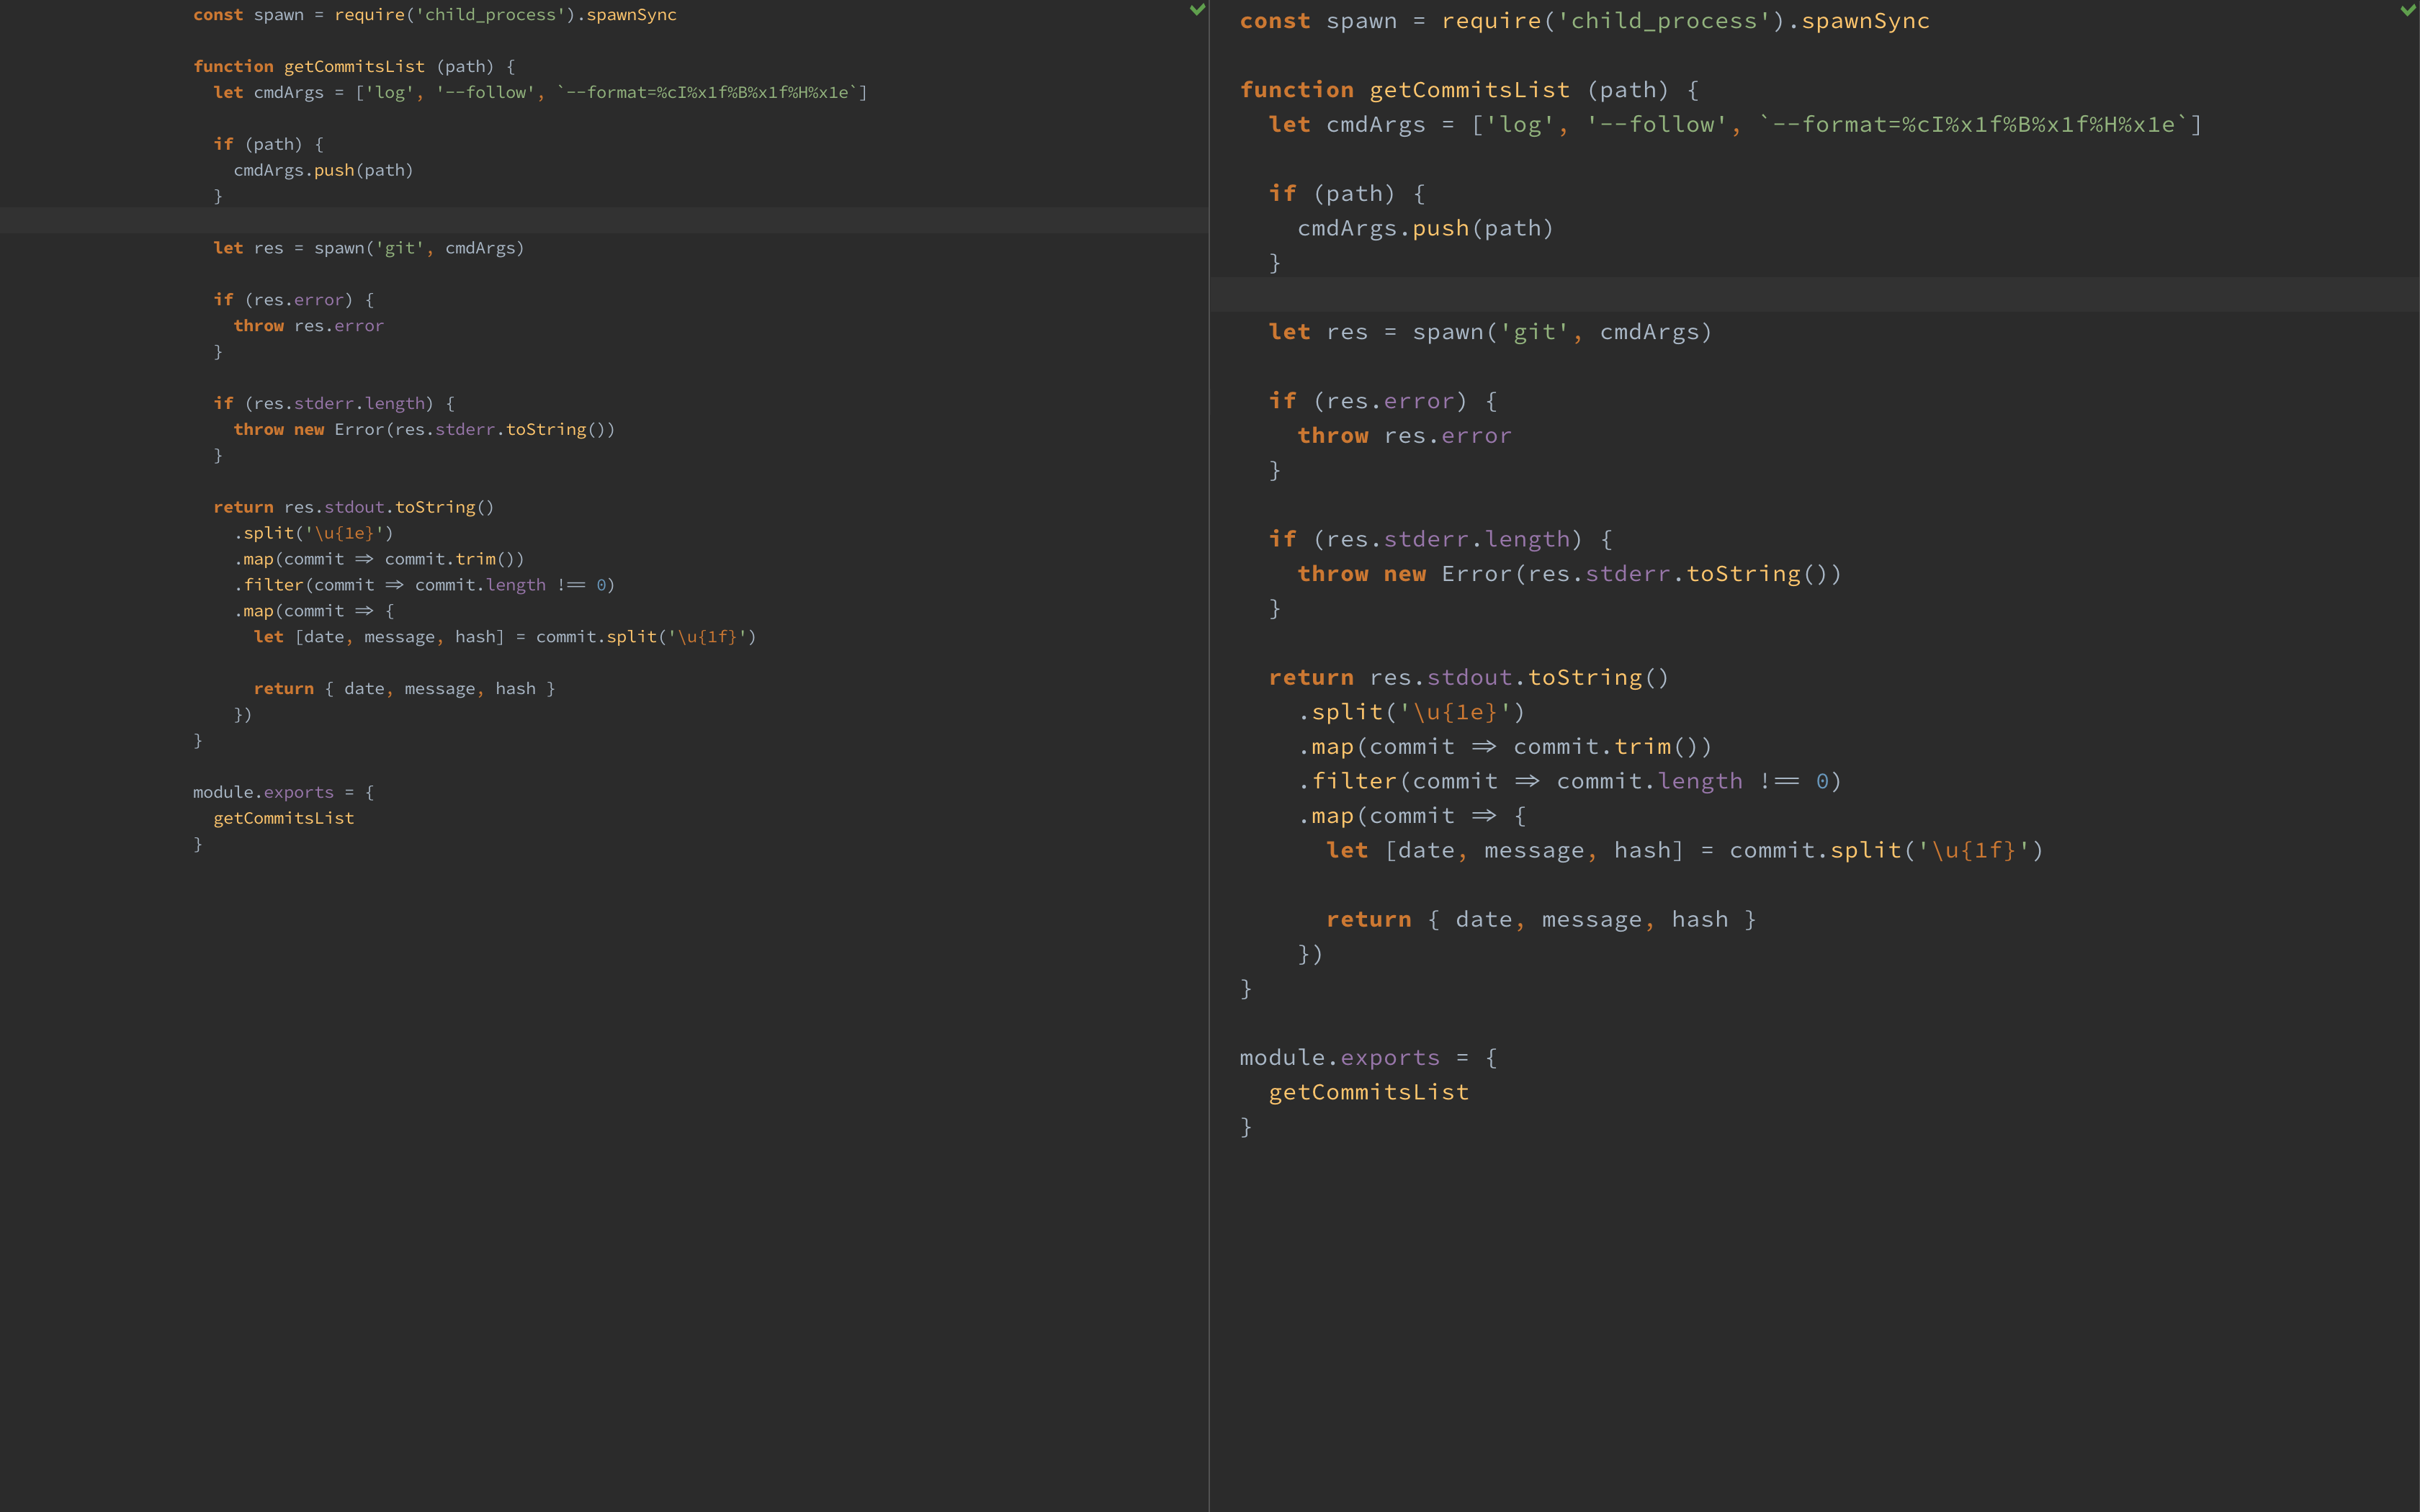 const spawn = require('child_process').spawnSync
function getCommitsList (path) {
let cmdArgs = ['log', '--follow', `--format=%cI%x1f%B%x1f%H%x1e`]
if (path) {
cmdArgs.push(path)
}
let res = spawn('git', cmdArgs)
if (res.error) {
throw res.error
}
if (res.stderr.length) {
throw new Error(res.stderr.toString())
}
return res.stdout.toString()
.split('\u{1e}')
.map(commit => commit.trim())
.filter(commit => commit.length !== 0)
.map(commit => {
let [date, message, hash] = commit.split('\u{1f}')
return { date, message, hash }
})
}
module.exports = {
getCommitsList
}
const spawn = require('child_process').spawnSync
function getCommitsList (path) {
let cmdArgs = ['log', '--follow', `--format=%cI%x1f%B%x1f%H%x1e`]
if (path) {
cmdArgs.push(path)
}
let res = spawn('git', cmdArgs)
if (res.error) {
throw res.error
}
if (res.stderr.length) {
throw new Error(res.stderr.toString())
}
return res.stdout.toString()
.split('\u{1e}')
.map(commit => commit.trim())
.filter(commit => commit.length !== 0)
.map(commit => {
let [date, message, hash] = commit.split('\u{1f}')
return { date, message, hash }
})
}
module.exports = {
getCommitsList
}